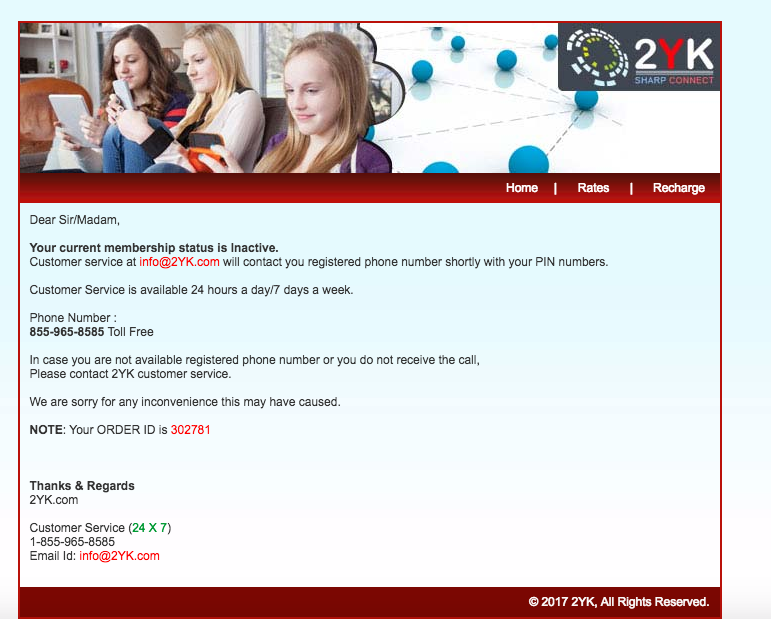 2YK
SHARP CONNECT
Home | Rates | Recharge
Dear Sir/Madam,
Your current membership status is Inactive.
Customer service at info@2YK.com will contact you registered phone number shortly with your PIN numbers.
Customer Service is available 24 hours a day/7 days a week.
Phone Number :
855-965-8585 Toll Free
In case you are not available registered phone number or you do not receive the call,
Please contact 2YK customer service.
We are sorry for any inconvenience this may have caused.
NOTE: Your ORDER ID is 302781
Thanks & Regards
2YK.com
Customer Service (24 X 7)
1-855-965-8585
Email Id: info@2YK.com
© 2017 2YK, All Rights Reserved.